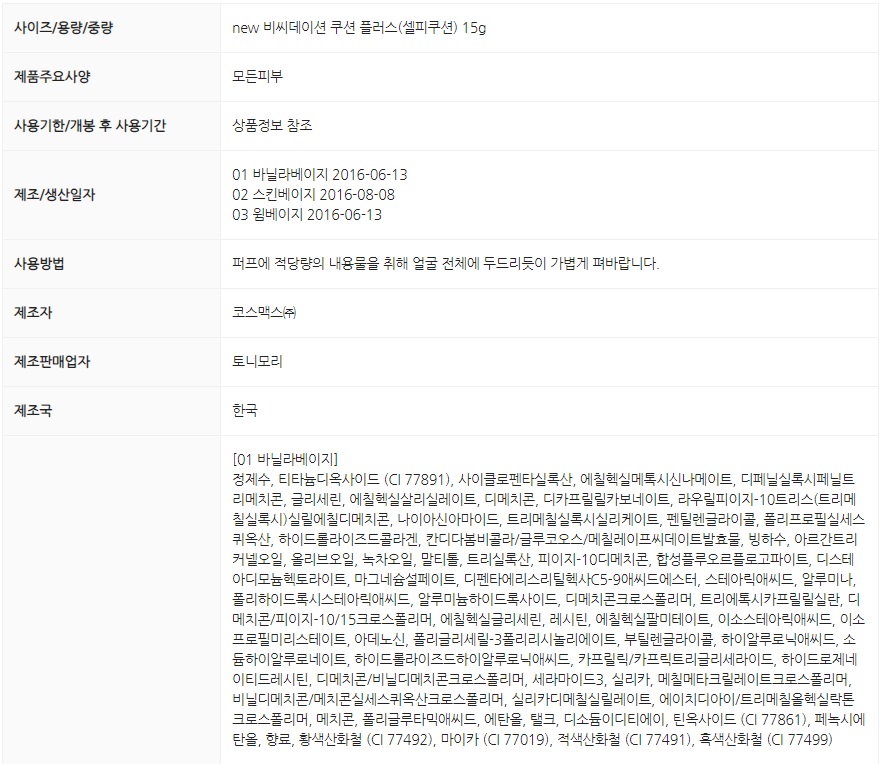 사이즈/용량/중량
new 비씨데이션 쿠션 플러스(셀피쿠션) 15g
제품주요사양
모든피부
사용기한/개봉 후 사용기간
상품정보 참조
제조/생산일자
01 바닐라베이지 2016-06-13
02 스킨베이지 2016-08-08
03 웜베이지 2016-06-13
사용방법
퍼프에 적당량의 내용물을 취해 얼굴 전체에 두드리듯이 가볍게 펴바랍니다.
제조자
코스맥스㈜
제조판매업자
토니모리
제조국
한국
[01 바닐라베이지]
정제수, 티타늄디옥사이드 (CI 77891), 사이클로펜타실록산, 에칠헥실메톡시신나메이트, 디페닐실록시페닐트
리메치콘, 글리세린, 에칠헥실살리실레이트, 디메치콘, 디카프릴릴카보네이트, 라우릴피이지-10트리스(트리메
칠실록시)실릴에칠디메치콘, 나이아신아마이드, 트리메칠실록시실리케이트, 펜틸렌글라이콜, 폴리프로필실세스
퀴옥산, 하이드롤라이즈드콜라겐, 칸디다봄비콜라/글루코오스/메칠레이프씨데이트발효물, 빙하수, 아르간트리
커넬오일, 올리브오일, 녹차오일, 말티톨, 트리실록산, 피이지-10디메치콘, 합성플루오르플로고파이트, 디스테
아디모늄헥토라이트, 마그네슘설페이트, 디펜타에리스리틸헥사C5-9애씨드에스터, 스테아릭애씨드, 알루미나,
폴리하이드록시스테아릭애씨드, 알루미늄하이드록사이드, 디메치콘크로스폴리머, 트리에톡시카프릴릴실란, 디
메치콘/피이지-10/15크로스폴리머, 에칠헥실글리세린, 레시틴, 에칠헥실팔미테이트, 이소스테아릭애씨드, 이소
프로필미리스테이트, 아데노신, 폴리글리세릴-3폴리리시놀리에이트, 부틸렌글라이콜, 하이알루로닉애씨드, 소
듐하이알루로네이트, 하이드롤라이즈드하이알루로닉애씨드, 카프릴릭/카프릭트리글리세라이드, 하이드로제네
이티드레시틴, 디메치콘/비닐디메치콘크로스폴리머, 세라마이드3, 실리카, 메칠메타크릴레이트크로스폴리머,
비닐디메치콘/메치콘실세스퀴옥산크로스폴리머, 실리카디메칠실릴레이트, 에이치디아이/트리메칠올헥실락톤
크로스폴리머, 메치콘, 폴리글루타믹애씨드, 에탄올, 탤크, 디소듐이디티에이, 틴옥사이드 (CI 77861), 페녹시에
탄올, 향료, 황색산화철 (CI 77492), 마이카 (CI 77019), 적색산화철 (CI 77491), 흑색산화철 (CI 77499)